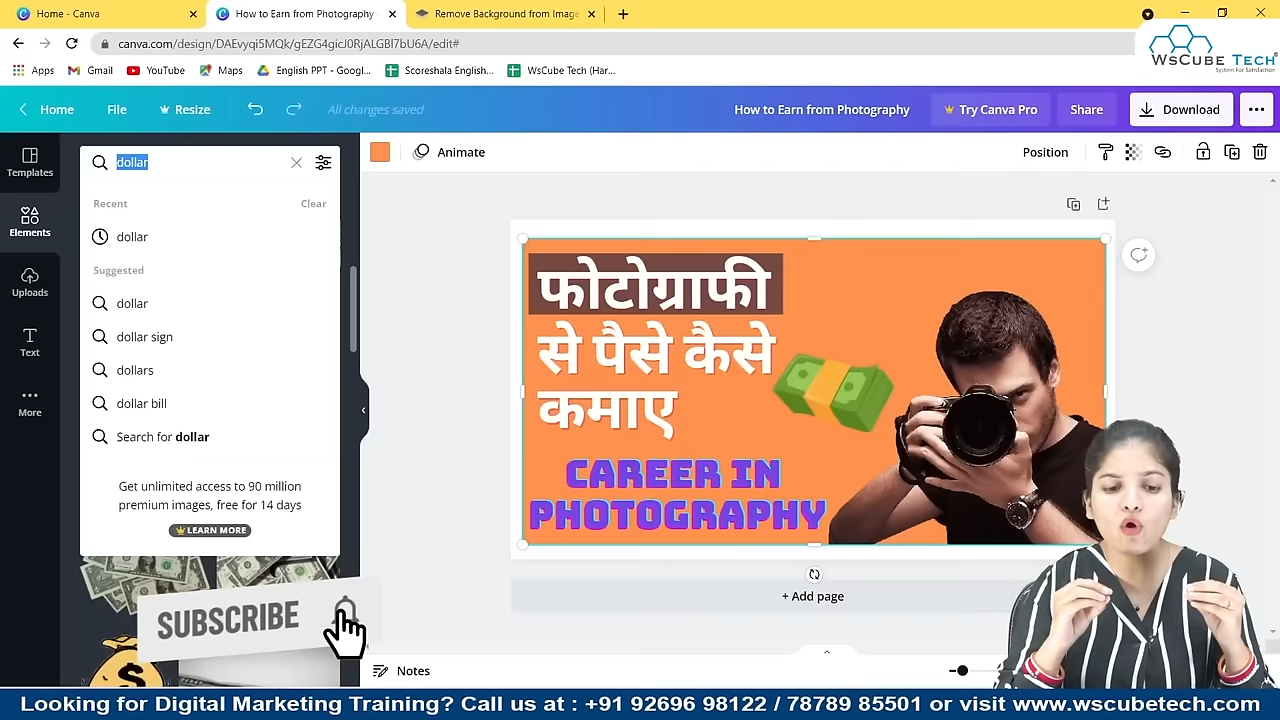 Home - Canva
How to Earn from Photography
Remove Background from Image
canva.com/design/DAEvyqi5MQk/gEZG4gicJ0RjALGBl7bU6A/edit#
Apps
Gmail
YouTube
Maps
English PPT - Googl...
Scoreshala English...
WsCube Tech (Har...
WsCube Tech
System For Satisfaction
Home
File
Resize
All changes saved
How to Earn from Photography
Try Canva Pro
Share
Download
Templates
Elements
Uploads
Text
More
dollar
Recent
Clear
dollar
Suggested
dollar
dollar sign
dollars
dollar bill
Search for dollar
Get unlimited access to 90 million
premium images, free for 14 days
LEARN MORE
Animate
Position
फोटोग्राफी
से पैसे कैसे
कमाए
CAREER IN
PHOTOGRAPHY
+ Add page
SUBSCRIBE
Notes
Looking for Digital Marketing Training? Call us at : +91 92696 98122 / 78789 85501 or visit www.wscubetech.com